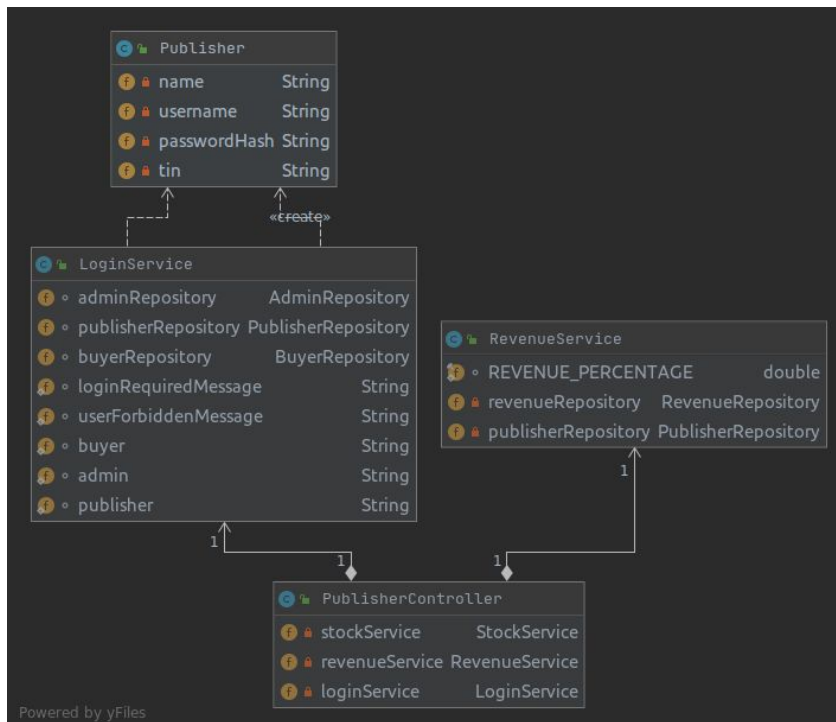 Publisher
name String
username String
passwordHash String
tin String
«create»
LoginService
adminRepository AdminRepository
publisherRepository PublisherRepository
buyerRepository BuyerRepository
loginRequiredMessage String
userForbiddenMessage String
buyer String
admin String
publisher String
RevenueService
REVENUE_PERCENTAGE double
revenueRepository RevenueRepository
publisherRepository PublisherRepository
1
1
1
1
PublisherController
stockService StockService
revenueService RevenueService
loginService LoginService
Powered by yFiles